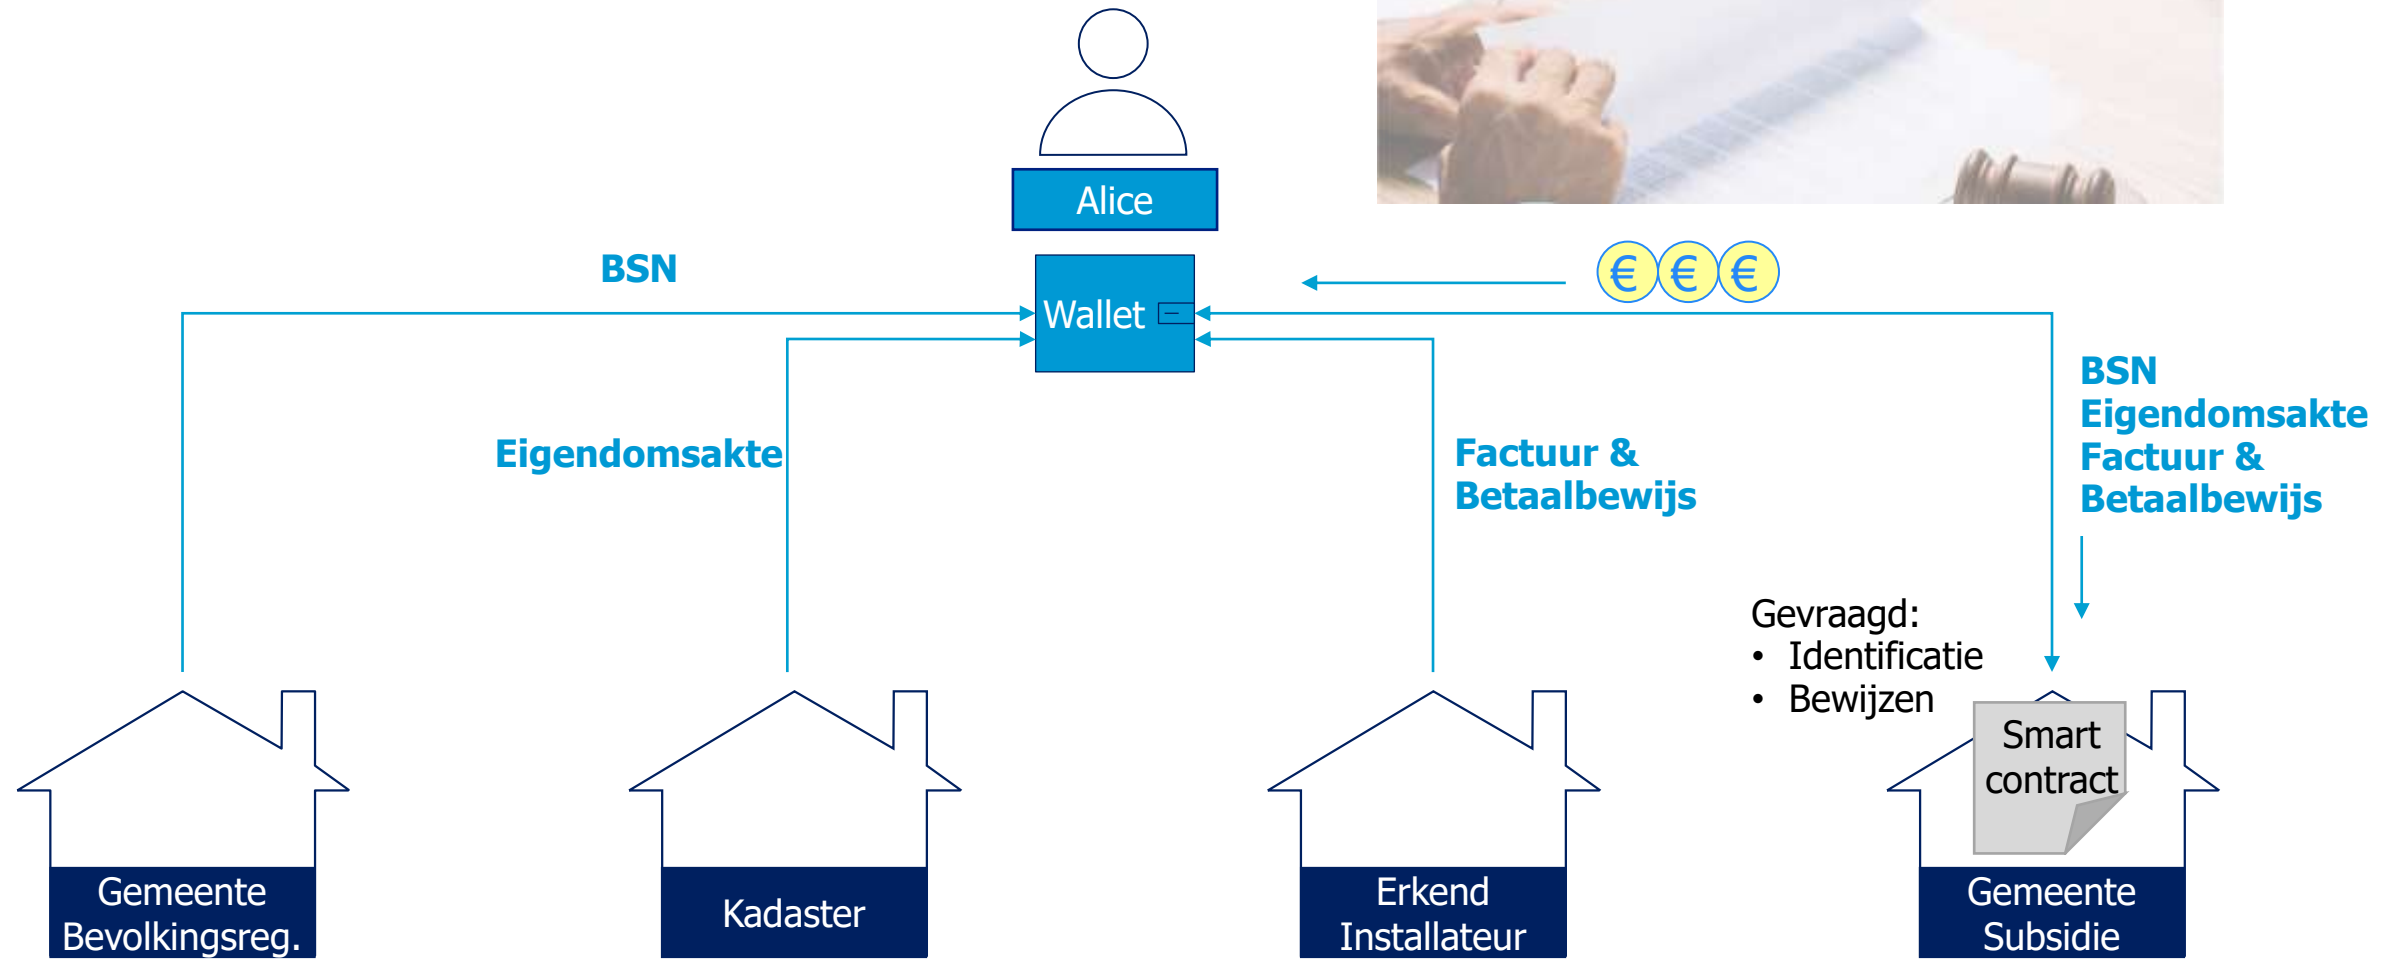 Alice
BSN
€ € €
Wallet
BSN
Eigendomsakte
Factuur &
Betaalbewijs
Eigendomsakte
Factuur &
Betaalbewijs
Gevraagd:
• Identificatie
• Bewijzen
Smart
contract
Gemeente
Bevolkingsreg.
Kadaster
Erkend
Installateur
Gemeente
Subsidie